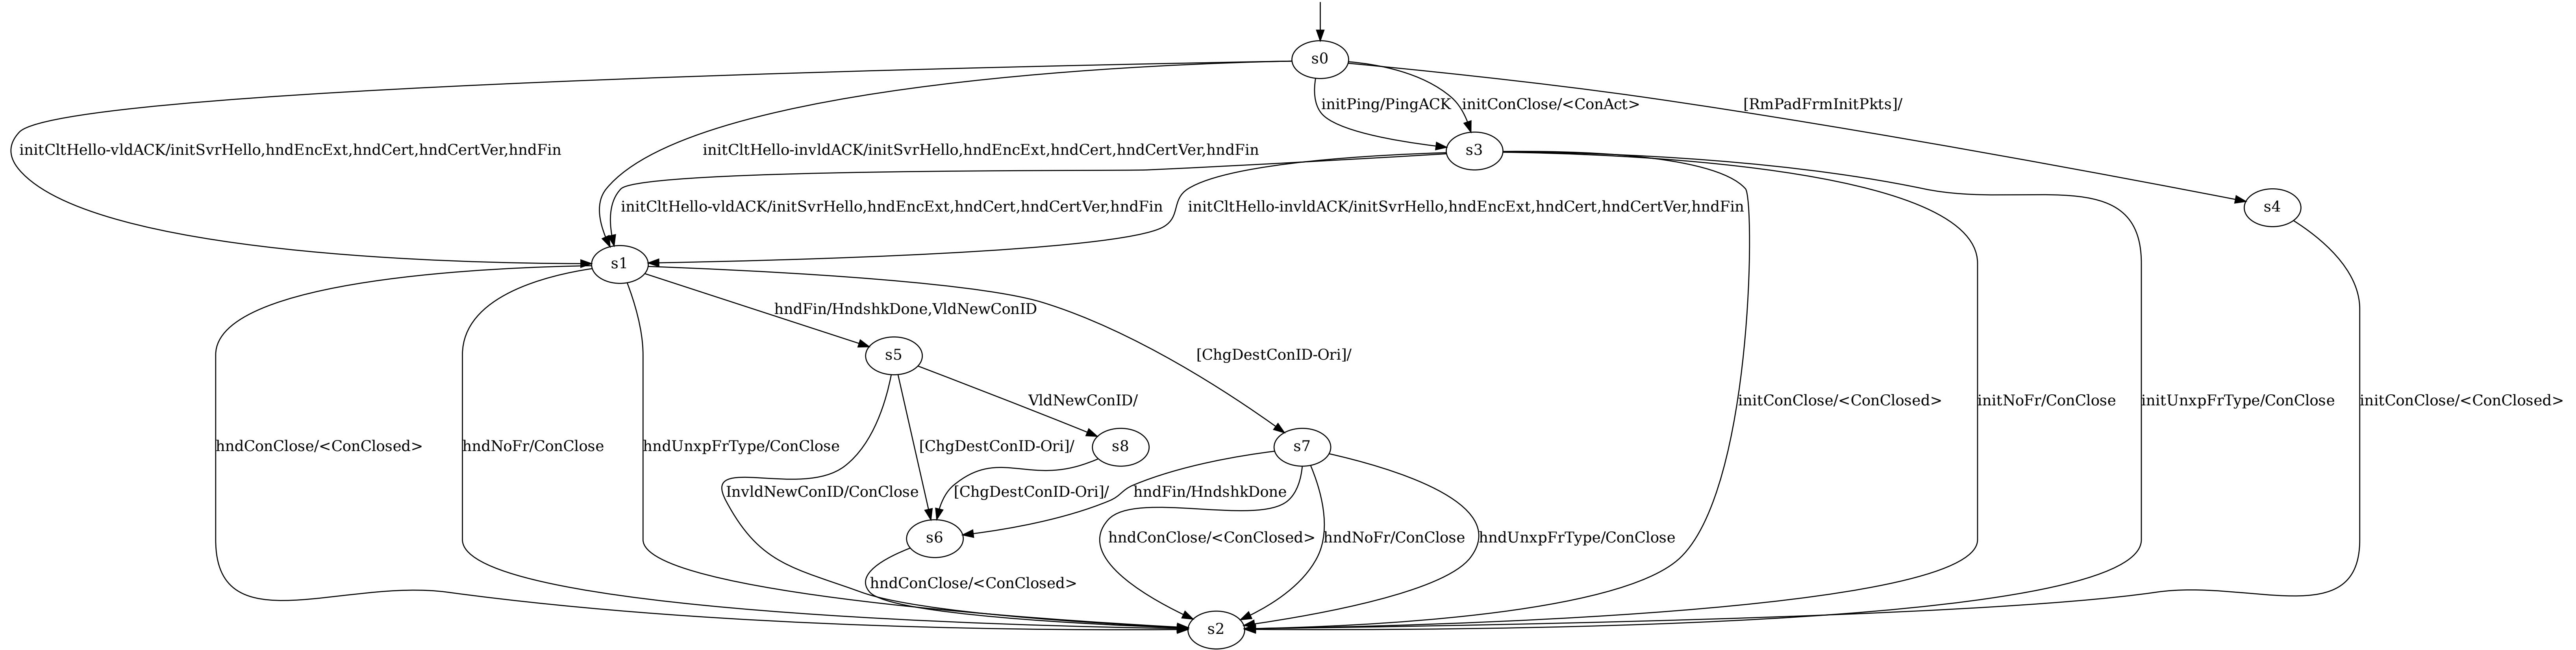 s0
initPing/PingACK
initConClose/<ConAct>
[RmPadFrmInitPkts]/
initCltHello-vldACK/initSvrHello,hndEncExt,hndCert,hndCertVer,hndFin
initCltHello-invldACK/initSvrHello,hndEncExt,hndCert,hndCertVer,hndFin
s3
initCltHello-vldACK/initSvrHello,hndEncExt,hndCert,hndCertVer,hndFin
initCltHello-invldACK/initSvrHello,hndEncExt,hndCert,hndCertVer,hndFin
s4
s1
hndFin/HndshkDone,VldNewConID
s5
[ChgDestConID-Ori]/
VldNewConID/
initConClose/<ConClosed>
initNoFr/ConClose
initUnxpFrType/ConClose
initConClose/<ConClosed>
hndConClose/<ConClosed>
hndNoFr/ConClose
hndUnxpFrType/ConClose
[ChgDestConID-Ori]/
s8
s7
InvldNewConID/ConClose
[ChgDestConID-Ori]/
hndFin/HndshkDone
s6
hndConClose/<ConClosed>
hndNoFr/ConClose
hndUnxpFrType/ConClose
hndConClose/<ConClosed>
s2